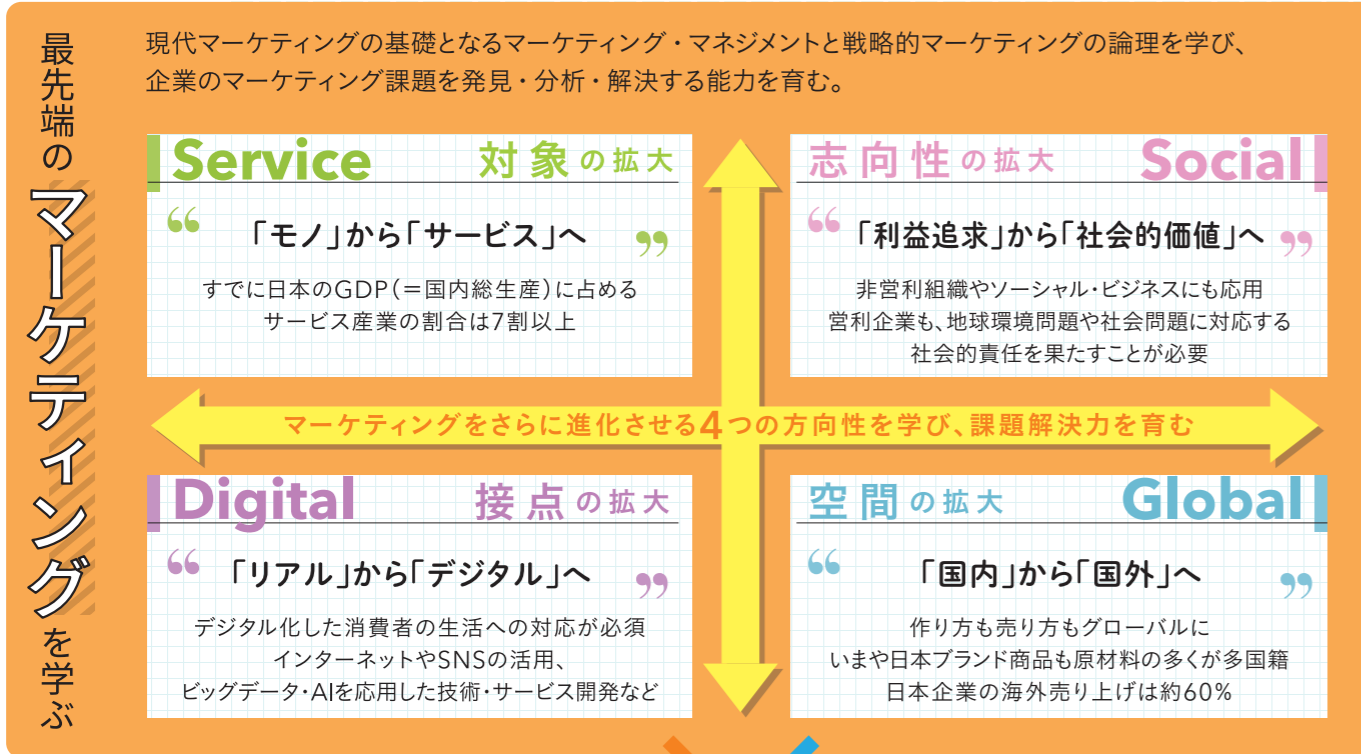 最先端のマーケティングを学ぶ
現代マーケティングの基礎となるマーケティング・マネジメントと戦略的マーケティングの論理を学び、
企業のマーケティング課題を発見・分析・解決する能力を育む。
Service 対象の拡大
“「モノ」から「サービス」へ”
すでに日本のGDP(=国内総生産)に占める
サービス産業の割合は7割以上
志向性の拡大 Social
“「利益追求」から「社会的価値」へ”
非営利組織やソーシャル・ビジネスにも応用
営利企業も、地球環境問題や社会問題に対応する
社会的責任を果たすことが必要
マーケティングをさらに進化させる4つの方向性を学び、課題解決力を育む
Digital 接点の拡大
“「リアル」から「デジタル」へ”
デジタル化した消費者の生活への対応が必須
インターネットやSNSの活用、
ビッグデータ・AIを応用した技術・サービス開発など
空間の拡大 Global
“「国内」から「国外」へ”
作り方も売り方もグローバルに
いまや日本ブランド商品も原材料の多くが多国籍
日本企業の海外売り上げは約60%